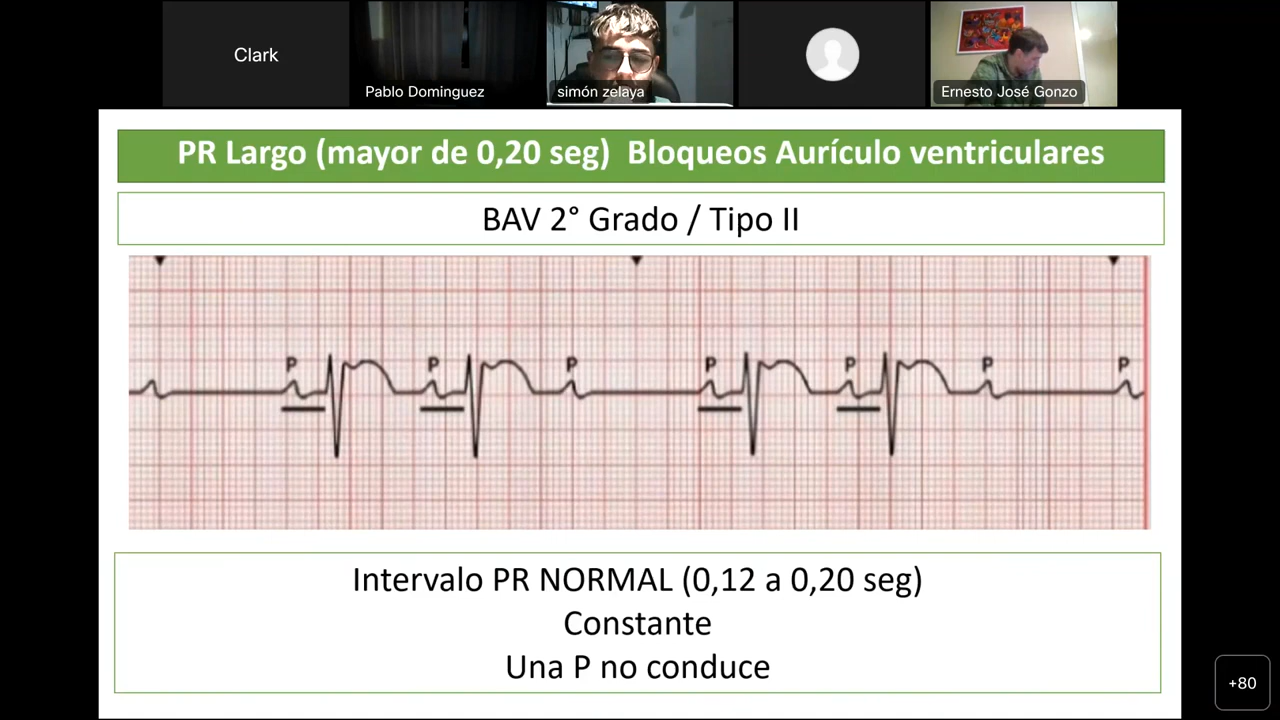 Clark
Pablo Dominguez
simón zelaya
Ernesto José Gonzo
PR Largo (mayor de 0,20 seg) Bloqueos Aurículo ventriculares
BAV 2° Grado / Tipo II
P P P P P P P
Intervalo PR NORMAL (0,12 a 0,20 seg)
Constante
Una P no conduce
+80